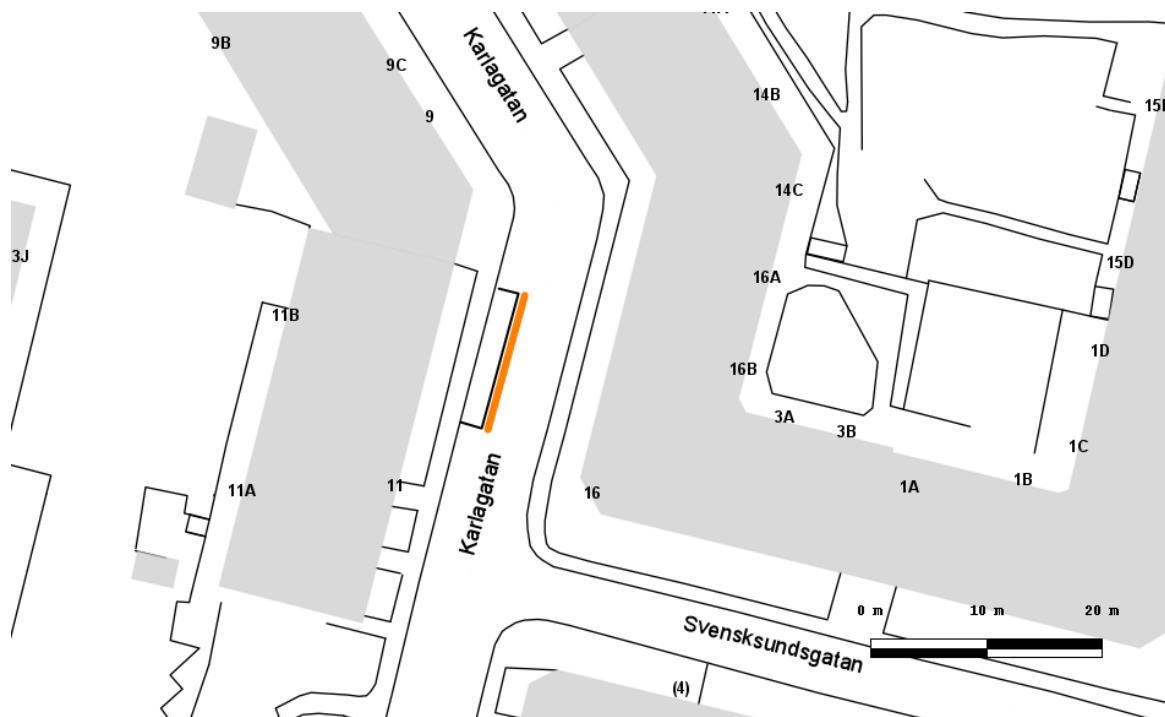 9B
Karlagatan
9C
14B
15
9
14C
3J
15D
16A
11B
1D
16B
3A
3B
1C
1B
11A
11
16
1A
Karlagatan
0 m 10 m 20 m
Svensksundsgatan
(4)